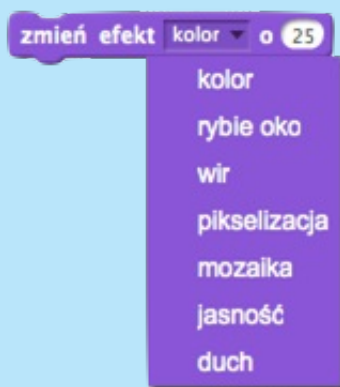 zmień efekt kolor o 25
kolor
rybie oko
wir
pikselizacja
mozaika
jasność
duch